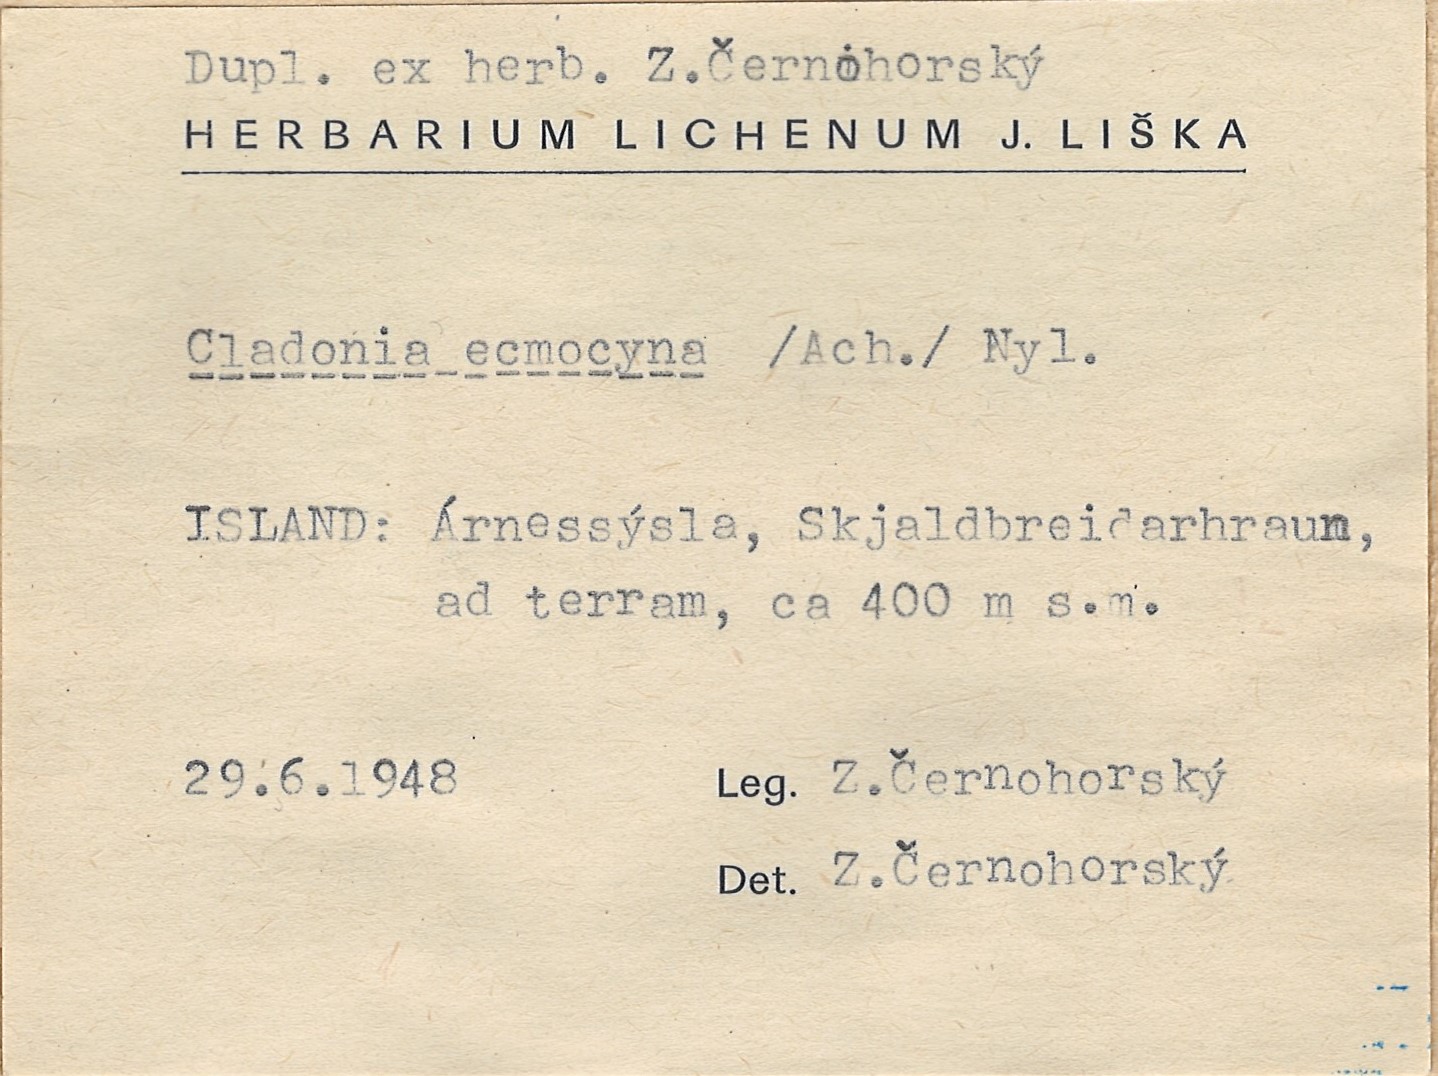 Dupl. ex herb. Z.Černohorský
HERBARIUM LICHENUM J. LIŠKA
Cladonia ecmocyna /Ach./ Nyl.
ISLAND: Árnessýsla, Skjaldbreidarhraun,
ad terram, ca 400 m s.m.
29.6.1948 Leg. Z.Černohorský
Det. Z.Černohorský